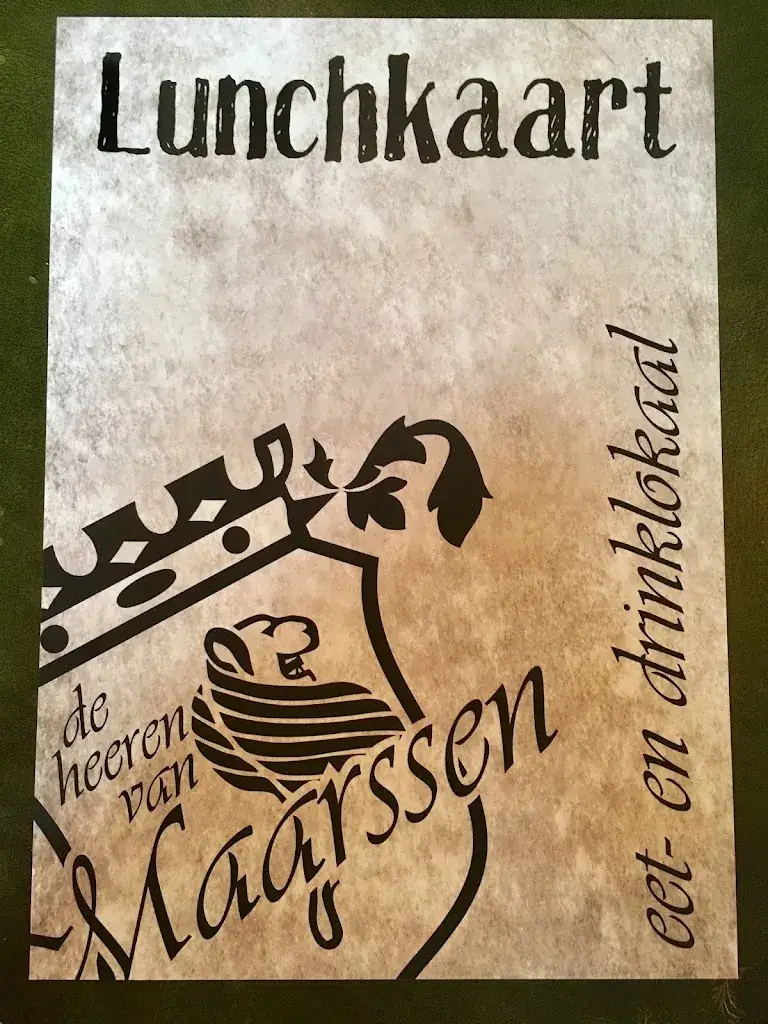 Lunchkaart
de
heeren
van
Maarssen
eet- en drinklokaal